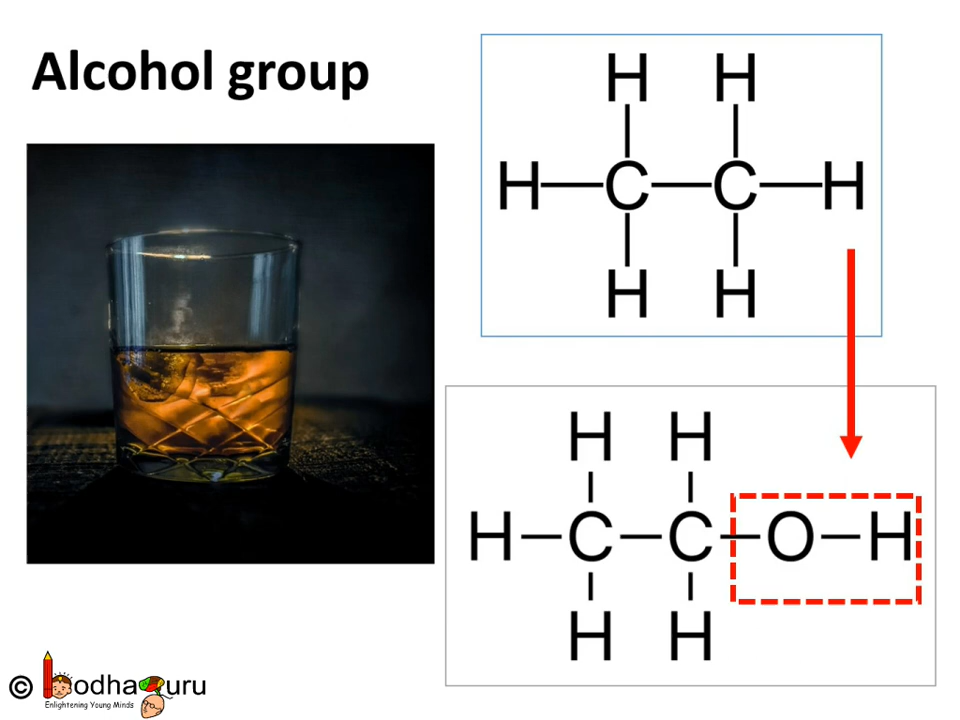 Alcohol group
H H
H C C H
H H
H H
H C C O H
H H
© BodhaGuru
Enlightening Young Minds